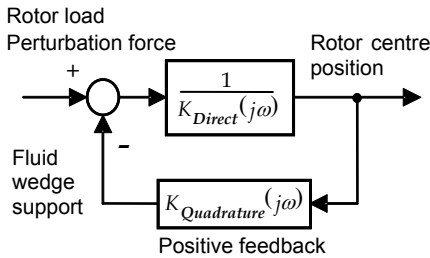 Rotor load
Perturbation force
Rotor centre
position
+
1
K_Direct(jω)
-
Fluid
wedge
support
K_Quadrature(jω)
Positive feedback